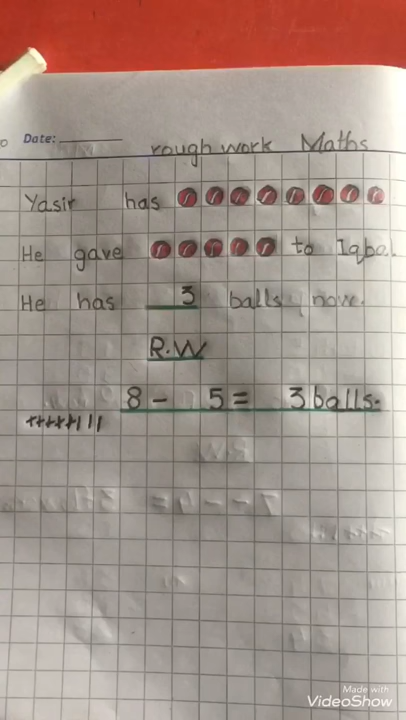 Date:
rough work Maths
Yasir has
He gave to Iqbal
He has 3 balls now.
R.W
8 - 5 = 3 balls.
Made with
VideoShow